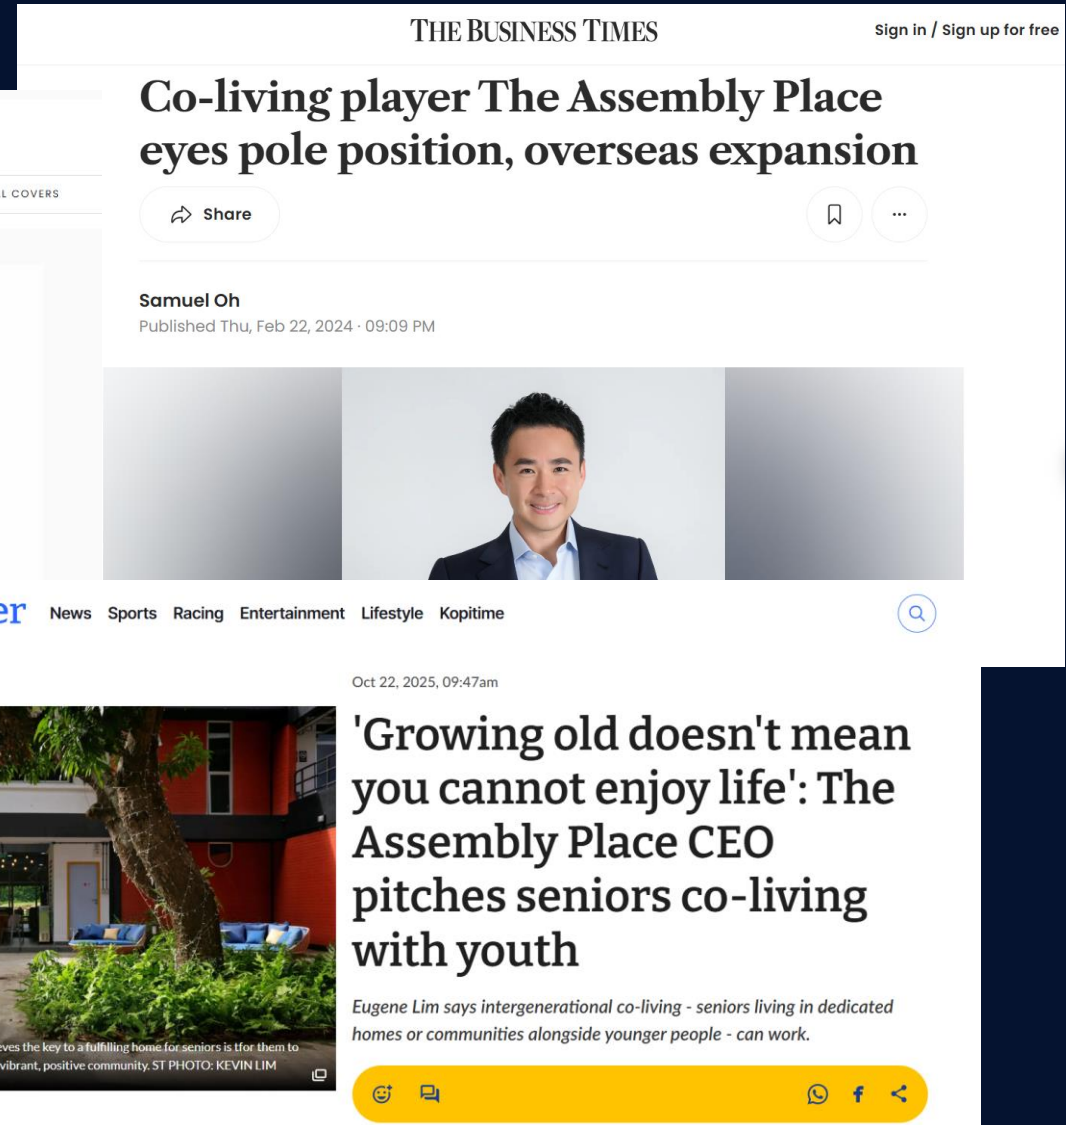 THE BUSINESS TIMES
Sign in / Sign up for free
Co-living player The Assembly Place
eyes pole position, overseas expansion
L COVERS
Share
Samuel Oh
Published Thu, Feb 22, 2024 · 09:09 PM
er
News Sports Racing Entertainment Lifestyle Kopitime
Oct 22, 2025, 09:47am
'Growing old doesn't mean
you cannot enjoy life': The
Assembly Place CEO
pitches seniors co-living
with youth
Eugene Lim says intergenerational co-living - seniors living in dedicated
homes or communities alongside younger people - can work.
ves the key to a fulfilling home for seniors is tfor them to
vibrant, positive community. ST PHOTO: KEVIN LIM